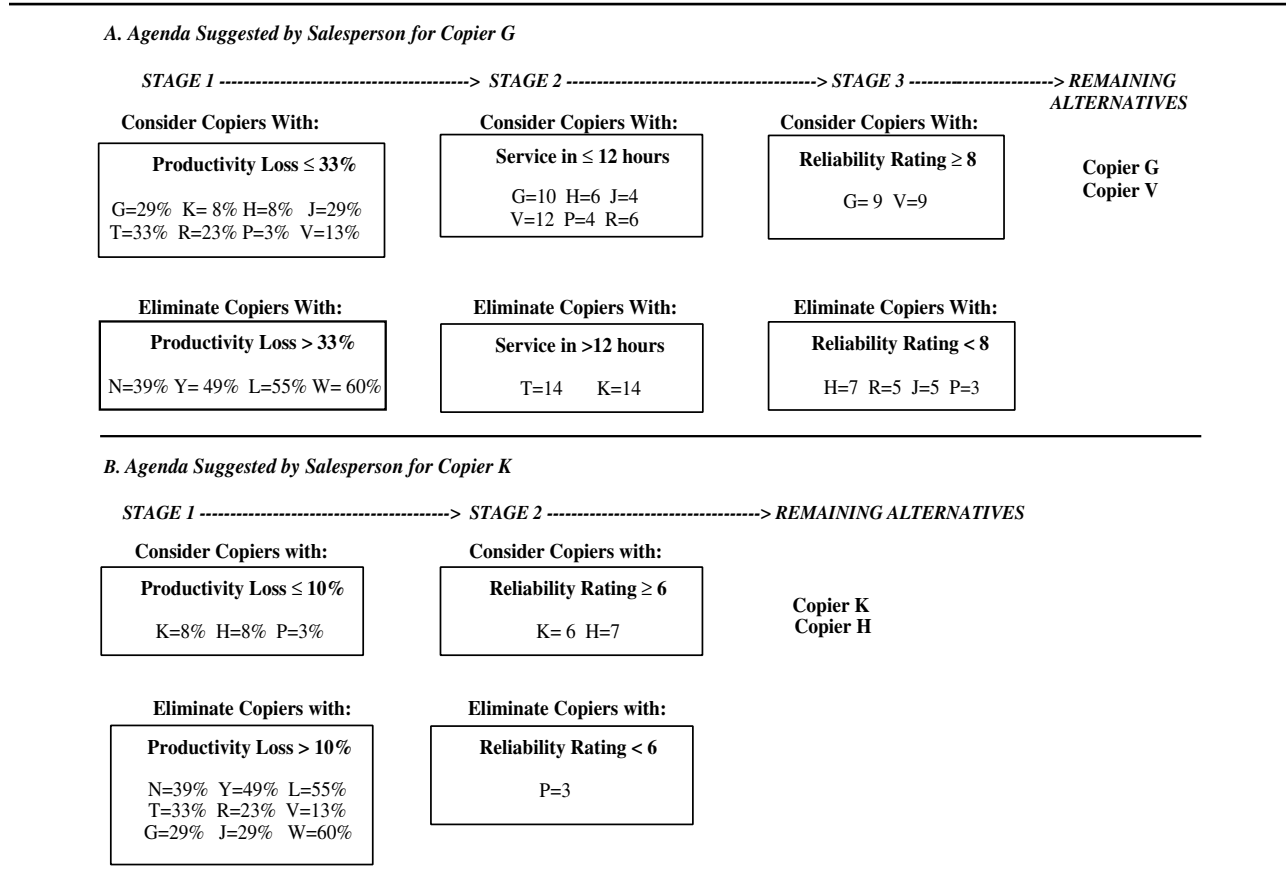 A. Agenda Suggested by Salesperson for Copier G
STAGE 1 -----------------------------------------> STAGE 2 -----------------------------------------> STAGE 3 ------------------------> REMAINING
ALTERNATIVES
Consider Copiers With:
Productivity Loss ≤ 33%
G=29% K= 8% H=8% J=29%
T=33% R=23% P=3% V=13%
Consider Copiers With:
Service in ≤ 12 hours
G=10 H=6 J=4
V=12 P=4 R=6
Consider Copiers With:
Reliability Rating ≥ 8
G= 9 V=9
Copier G
Copier V
Eliminate Copiers With:
Productivity Loss > 33%
N=39% Y= 49% L=55% W= 60%
Eliminate Copiers With:
Service in >12 hours
T=14 K=14
Eliminate Copiers With:
Reliability Rating < 8
H=7 R=5 J=5 P=3
B. Agenda Suggested by Salesperson for Copier K
STAGE 1 -----------------------------------------> STAGE 2 -----------------------------------> REMAINING ALTERNATIVES
Consider Copiers with:
Productivity Loss ≤ 10%
K=8% H=8% P=3%
Consider Copiers with:
Reliability Rating ≥ 6
K= 6 H=7
Copier K
Copier H
Eliminate Copiers with:
Productivity Loss > 10%
N=39% Y=49% L=55%
T=33% R=23% V=13%
G=29% J=29% W=60%
Eliminate Copiers with:
Reliability Rating < 6
P=3